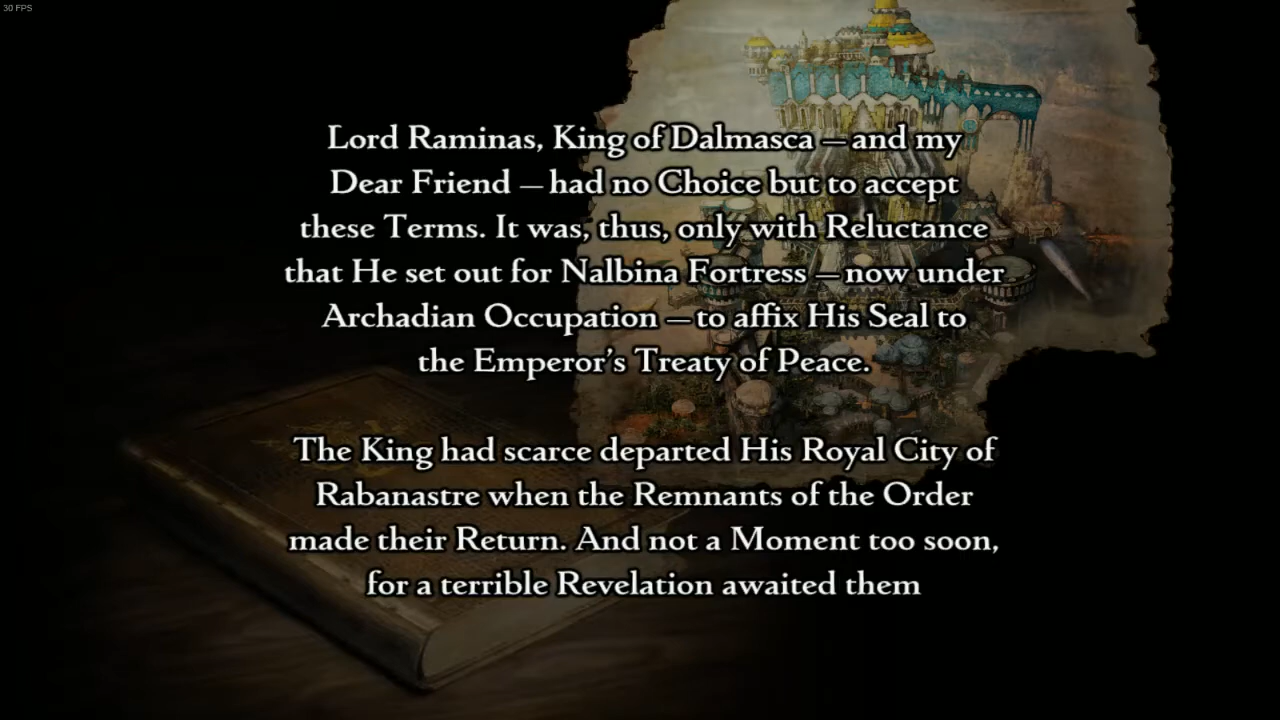 30 FPS
Lord Raminas, King of Dalmasca – and my
Dear Friend – had no Choice but to accept
these Terms. It was, thus, only with Reluctance
that He set out for Nalbina Fortress – now under
Archadian Occupation – to affix His Seal to
the Emperor’s Treaty of Peace.
The King had scarce departed His Royal City of
Rabanastre when the Remnants of the Order
made their Return. And not a Moment too soon,
for a terrible Revelation awaited them